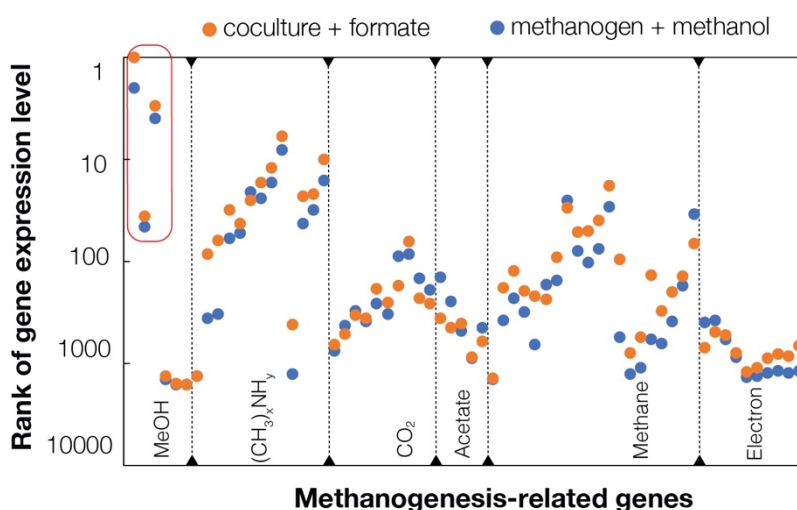 coculture + formate
methanogen + methanol
Rank of gene expression level
1
10
100
1000
10000
MeOH
(CH3)xNHy
CO2
Acetate
Methane
Electron
Methanogenesis-related genes